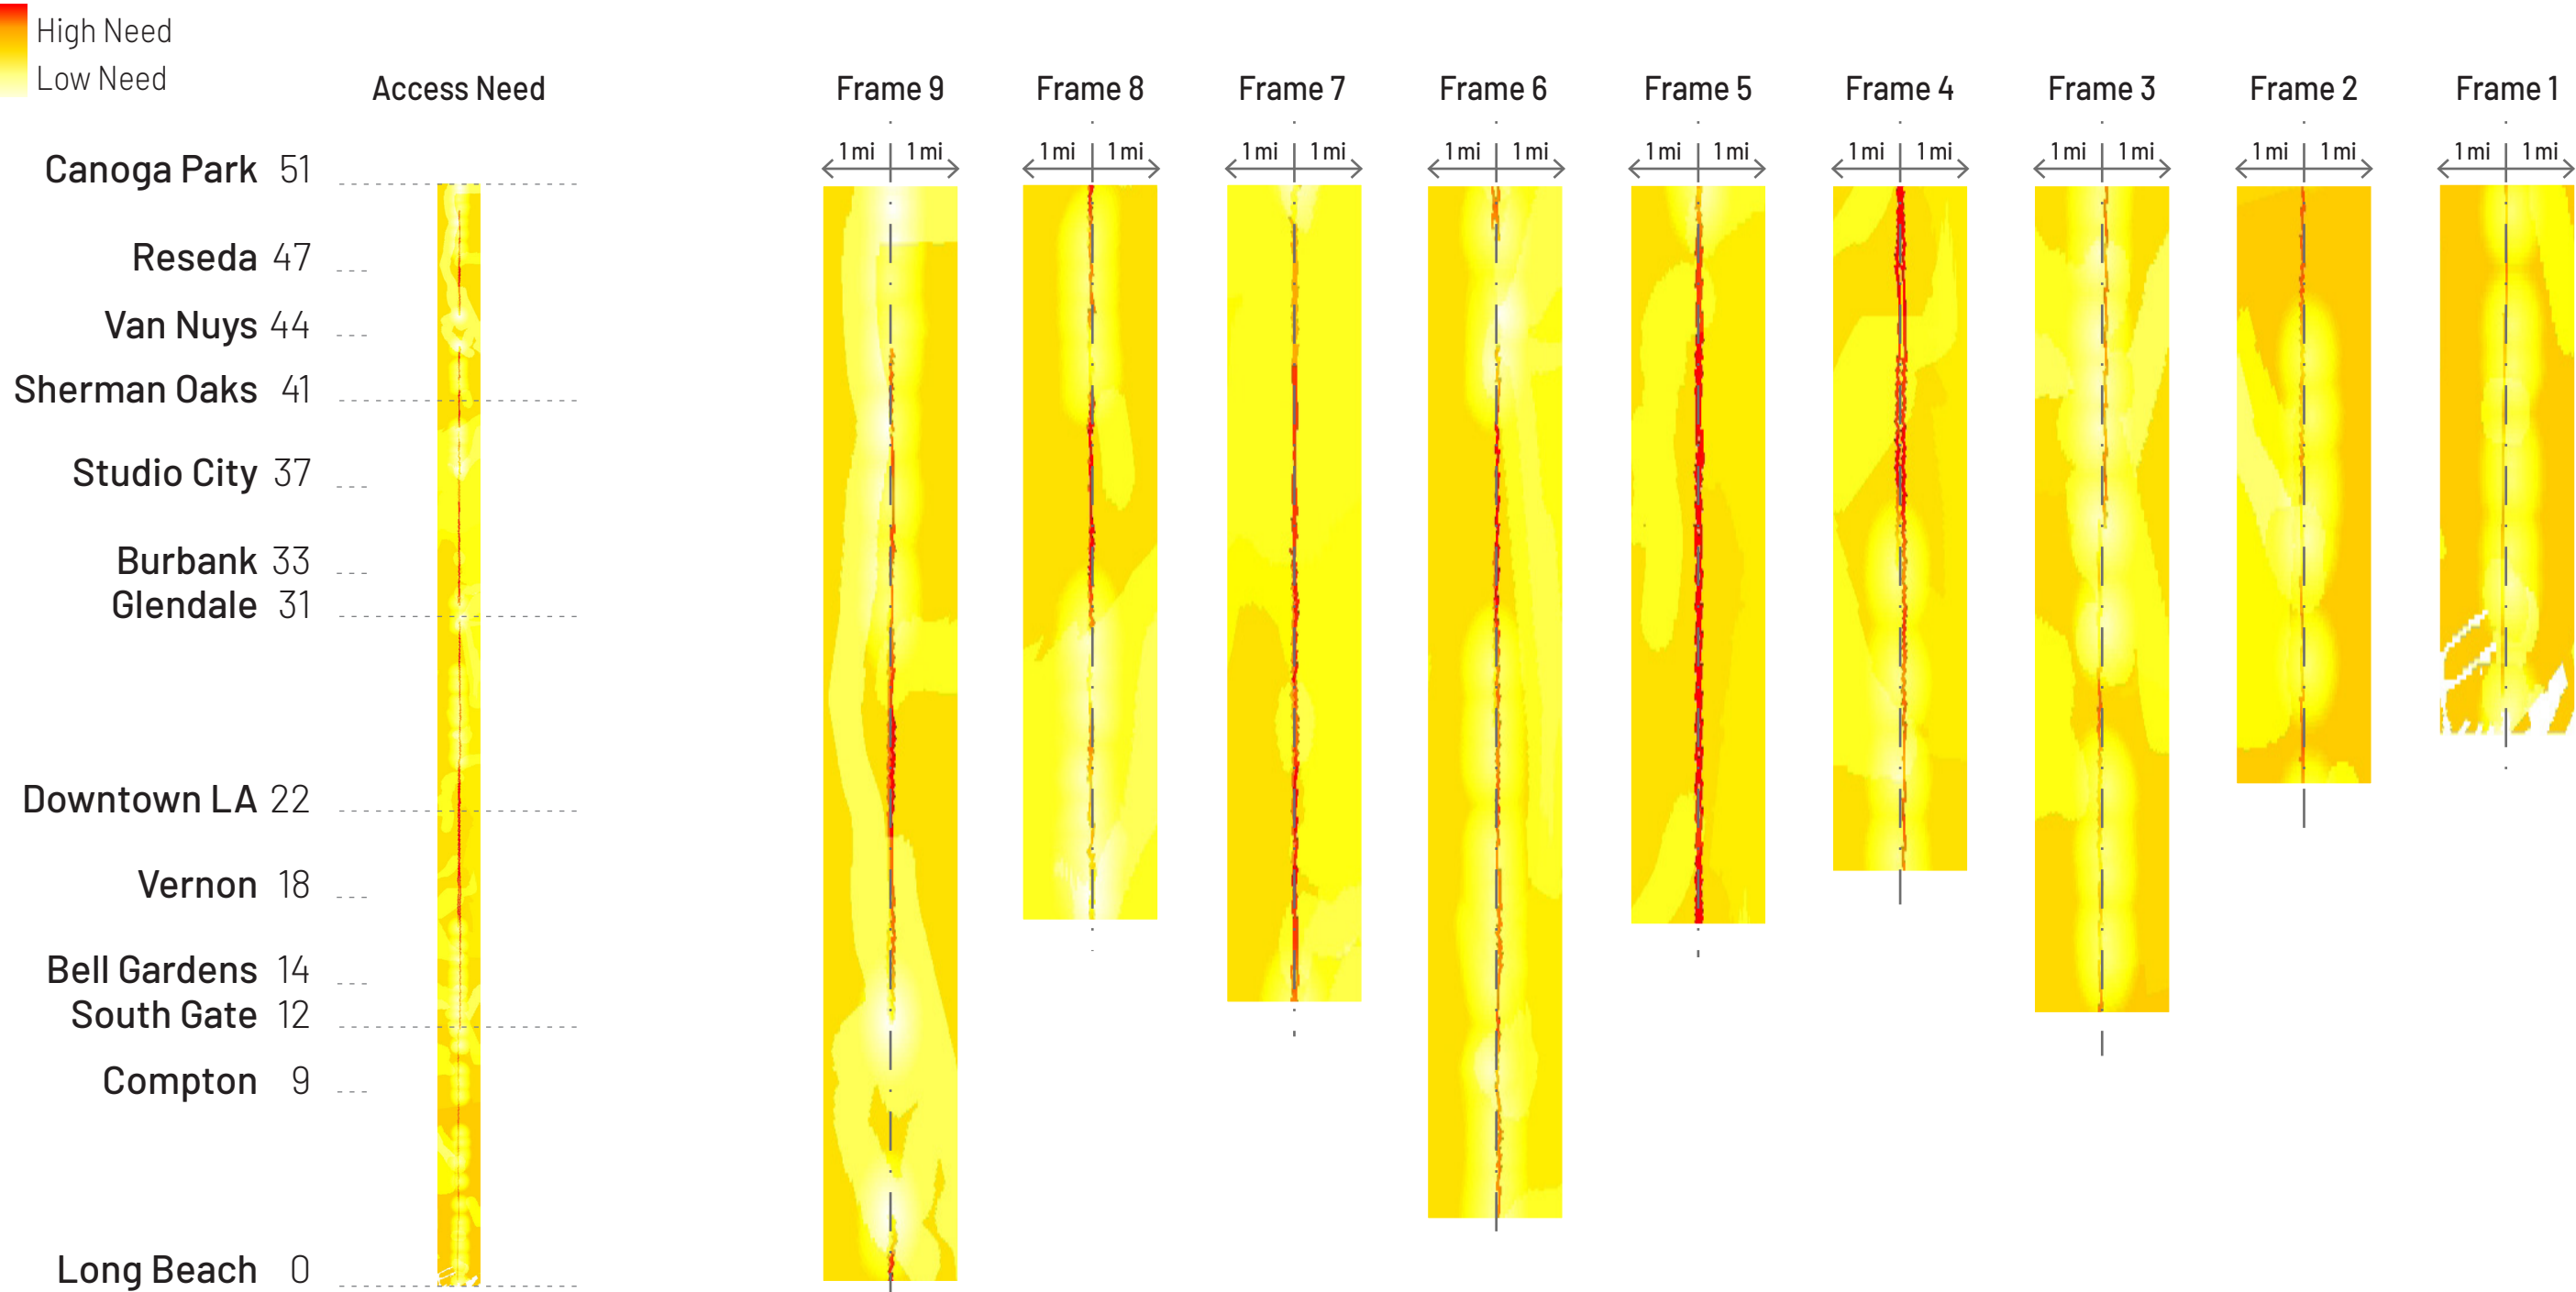 High Need
Low Need
Access Need
Frame 9
Frame 8
Frame 7
Frame 6
Frame 5
Frame 4
Frame 3
Frame 2
Frame 1
1 mi 1 mi
1 mi 1 mi
1 mi 1 mi
1 mi 1 mi
1 mi 1 mi
1 mi 1 mi
1 mi 1 mi
1 mi 1 mi
1 mi 1 mi
Canoga Park 51
Reseda 47
Van Nuys 44
Sherman Oaks 41
Studio City 37
Burbank 33
Glendale 31
Downtown LA 22
Vernon 18
Bell Gardens 14
South Gate 12
Compton 9
Long Beach 0